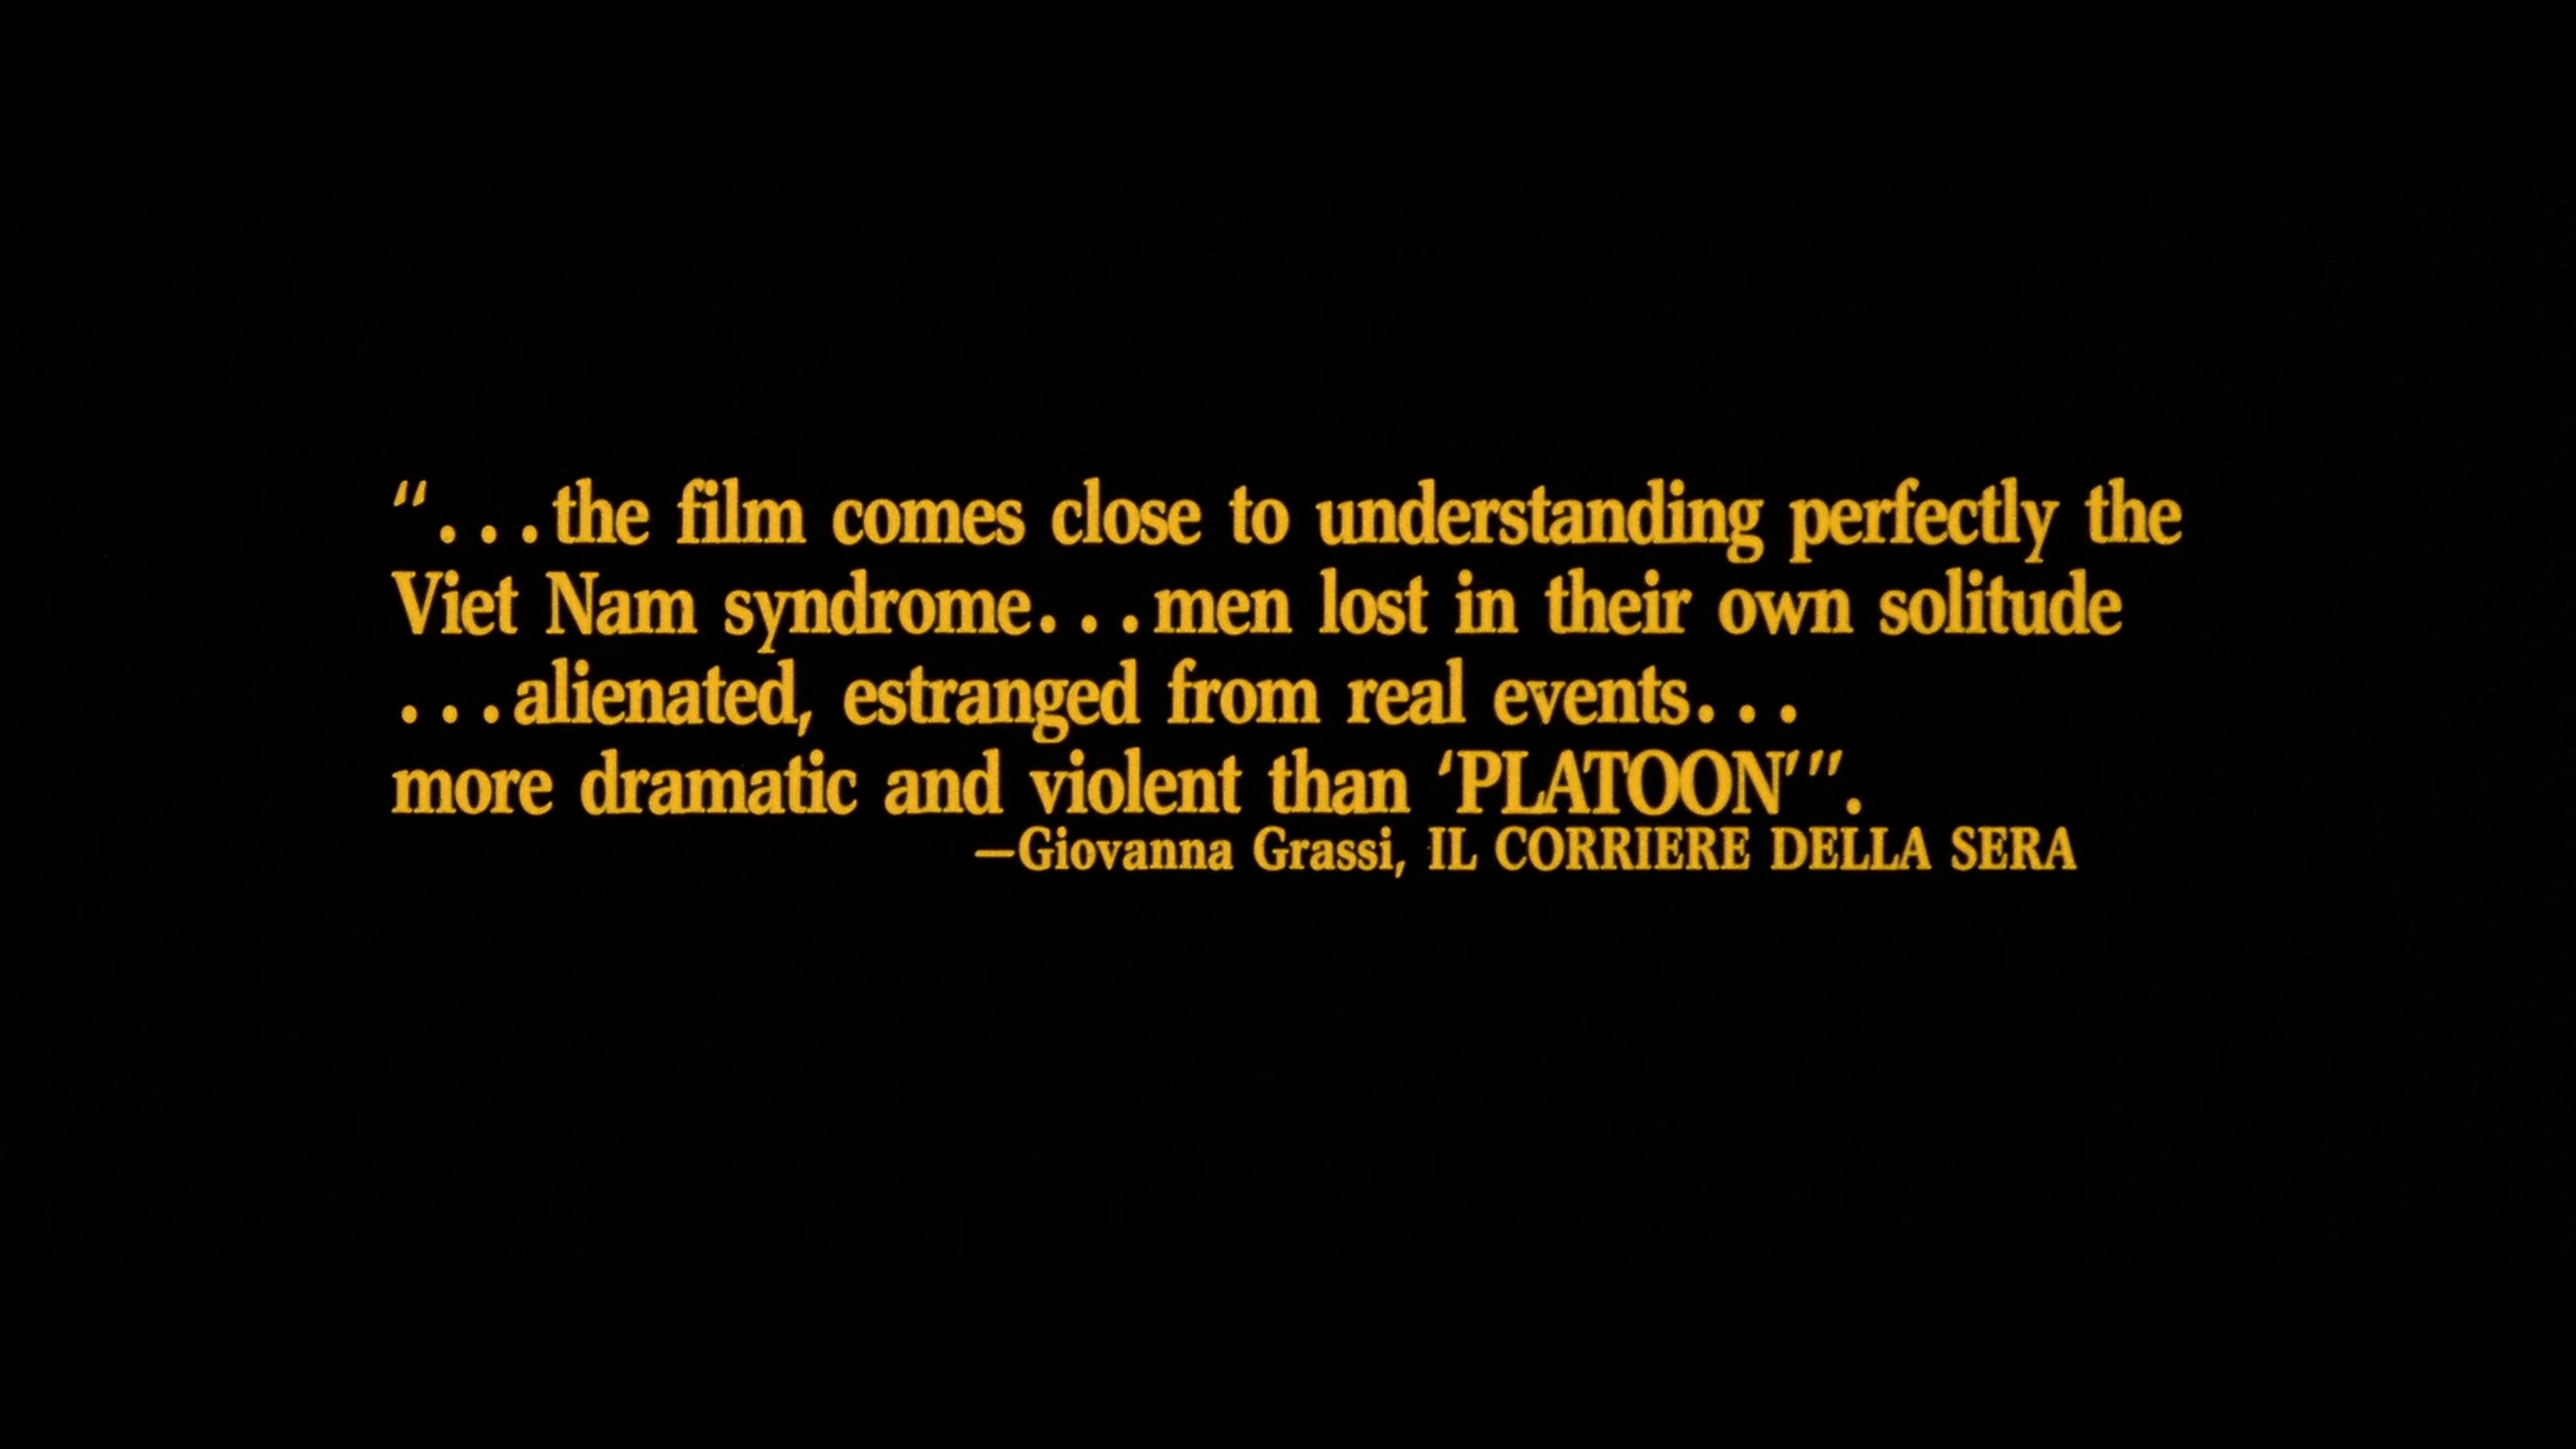 “...the film comes close to understanding perfectly the
Viet Nam syndrome...men lost in their own solitude
...alienated, estranged from real events...
more dramatic and violent than ‘PLATOON’”.
—Giovanna Grassi, IL CORRIERE DELLA SERA